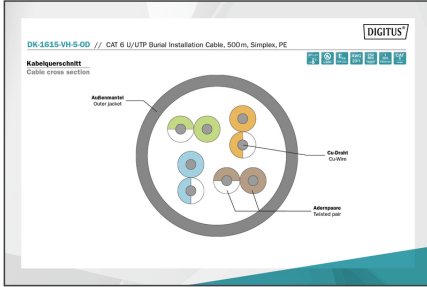 DIGITUS®
DK-1615-VH-5-OD // CAT 6 U/UTP Burial Installation Cable, 500m, Simplex, PE
Kabelquerschnitt
Cable cross section
Außenmantel
Outer jacket
Cu-Draht
Cu-Wire
Adernpaare
Twisted pair